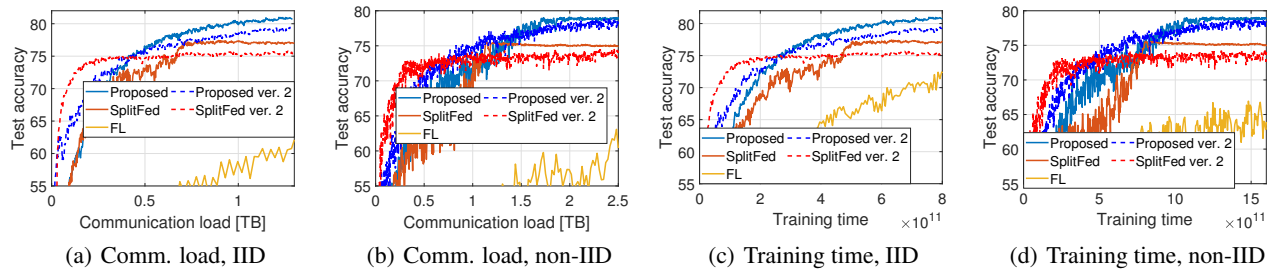 Test accuracy
80
75
70
65
60
55
Proposed
Proposed ver. 2
SplitFed
SplitFed ver. 2
FL
0
0.5
1
Communication load [TB]
(a) Comm. load, IID
Test accuracy
80
75
70
65
60
55
Proposed
Proposed ver. 2
SplitFed
SplitFed ver. 2
FL
0
0.5
1.0
1.5
2.0
2.5
Communication load [TB]
(b) Comm. load, non-IID
Test accuracy
80
75
70
65
60
55
Proposed
Proposed ver. 2
SplitFed
SplitFed ver. 2
FL
0
2
4
6
8
Training time
×10^11
(c) Training time, IID
Test accuracy
80
75
70
65
60
55
Proposed
Proposed ver. 2
SplitFed
SplitFed ver. 2
FL
0
5
10
15
Training time
×10^11
(d) Training time, non-IID